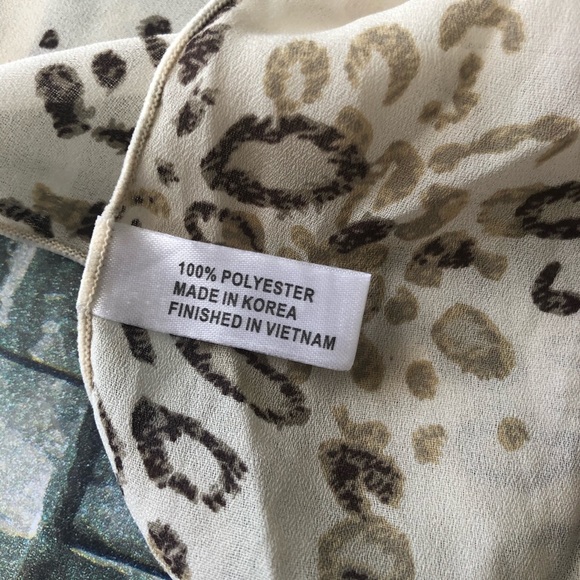 100% POLYESTER
MADE IN KOREA
FINISHED IN VIETNAM